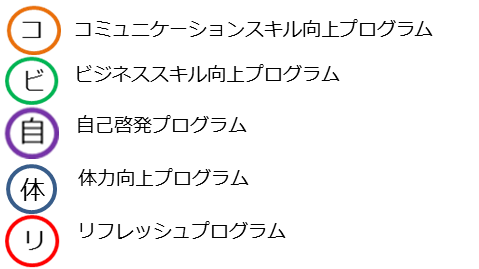 コ コミュニケーションスキル向上プログラム
ビ ビジネススキル向上プログラム
自 自己啓発プログラム
体 体力向上プログラム
リ リフレッシュプログラム